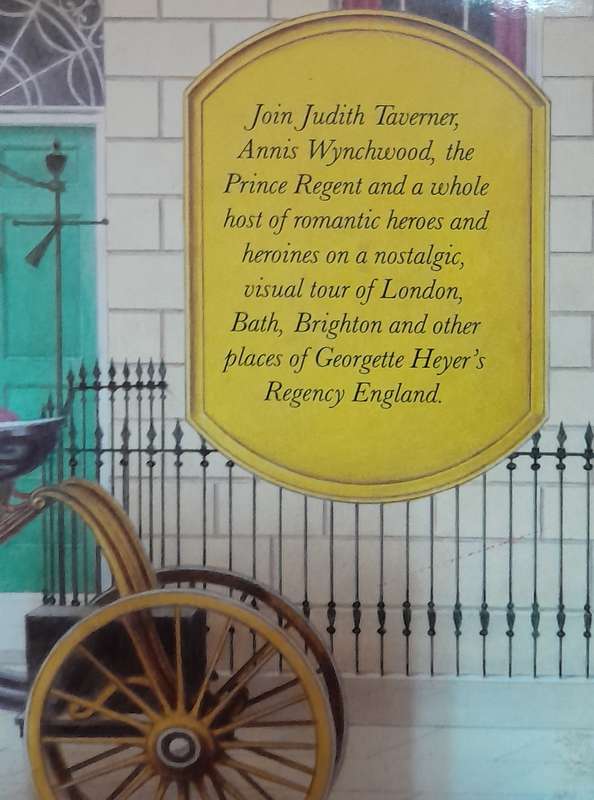 Join Judith Taverner,
Annis Wynchwood, the
Prince Regent and a whole
host of romantic heroes and
heroines on a nostalgic,
visual tour of London,
Bath, Brighton and other
places of Georgette Heyer's
Regency England.